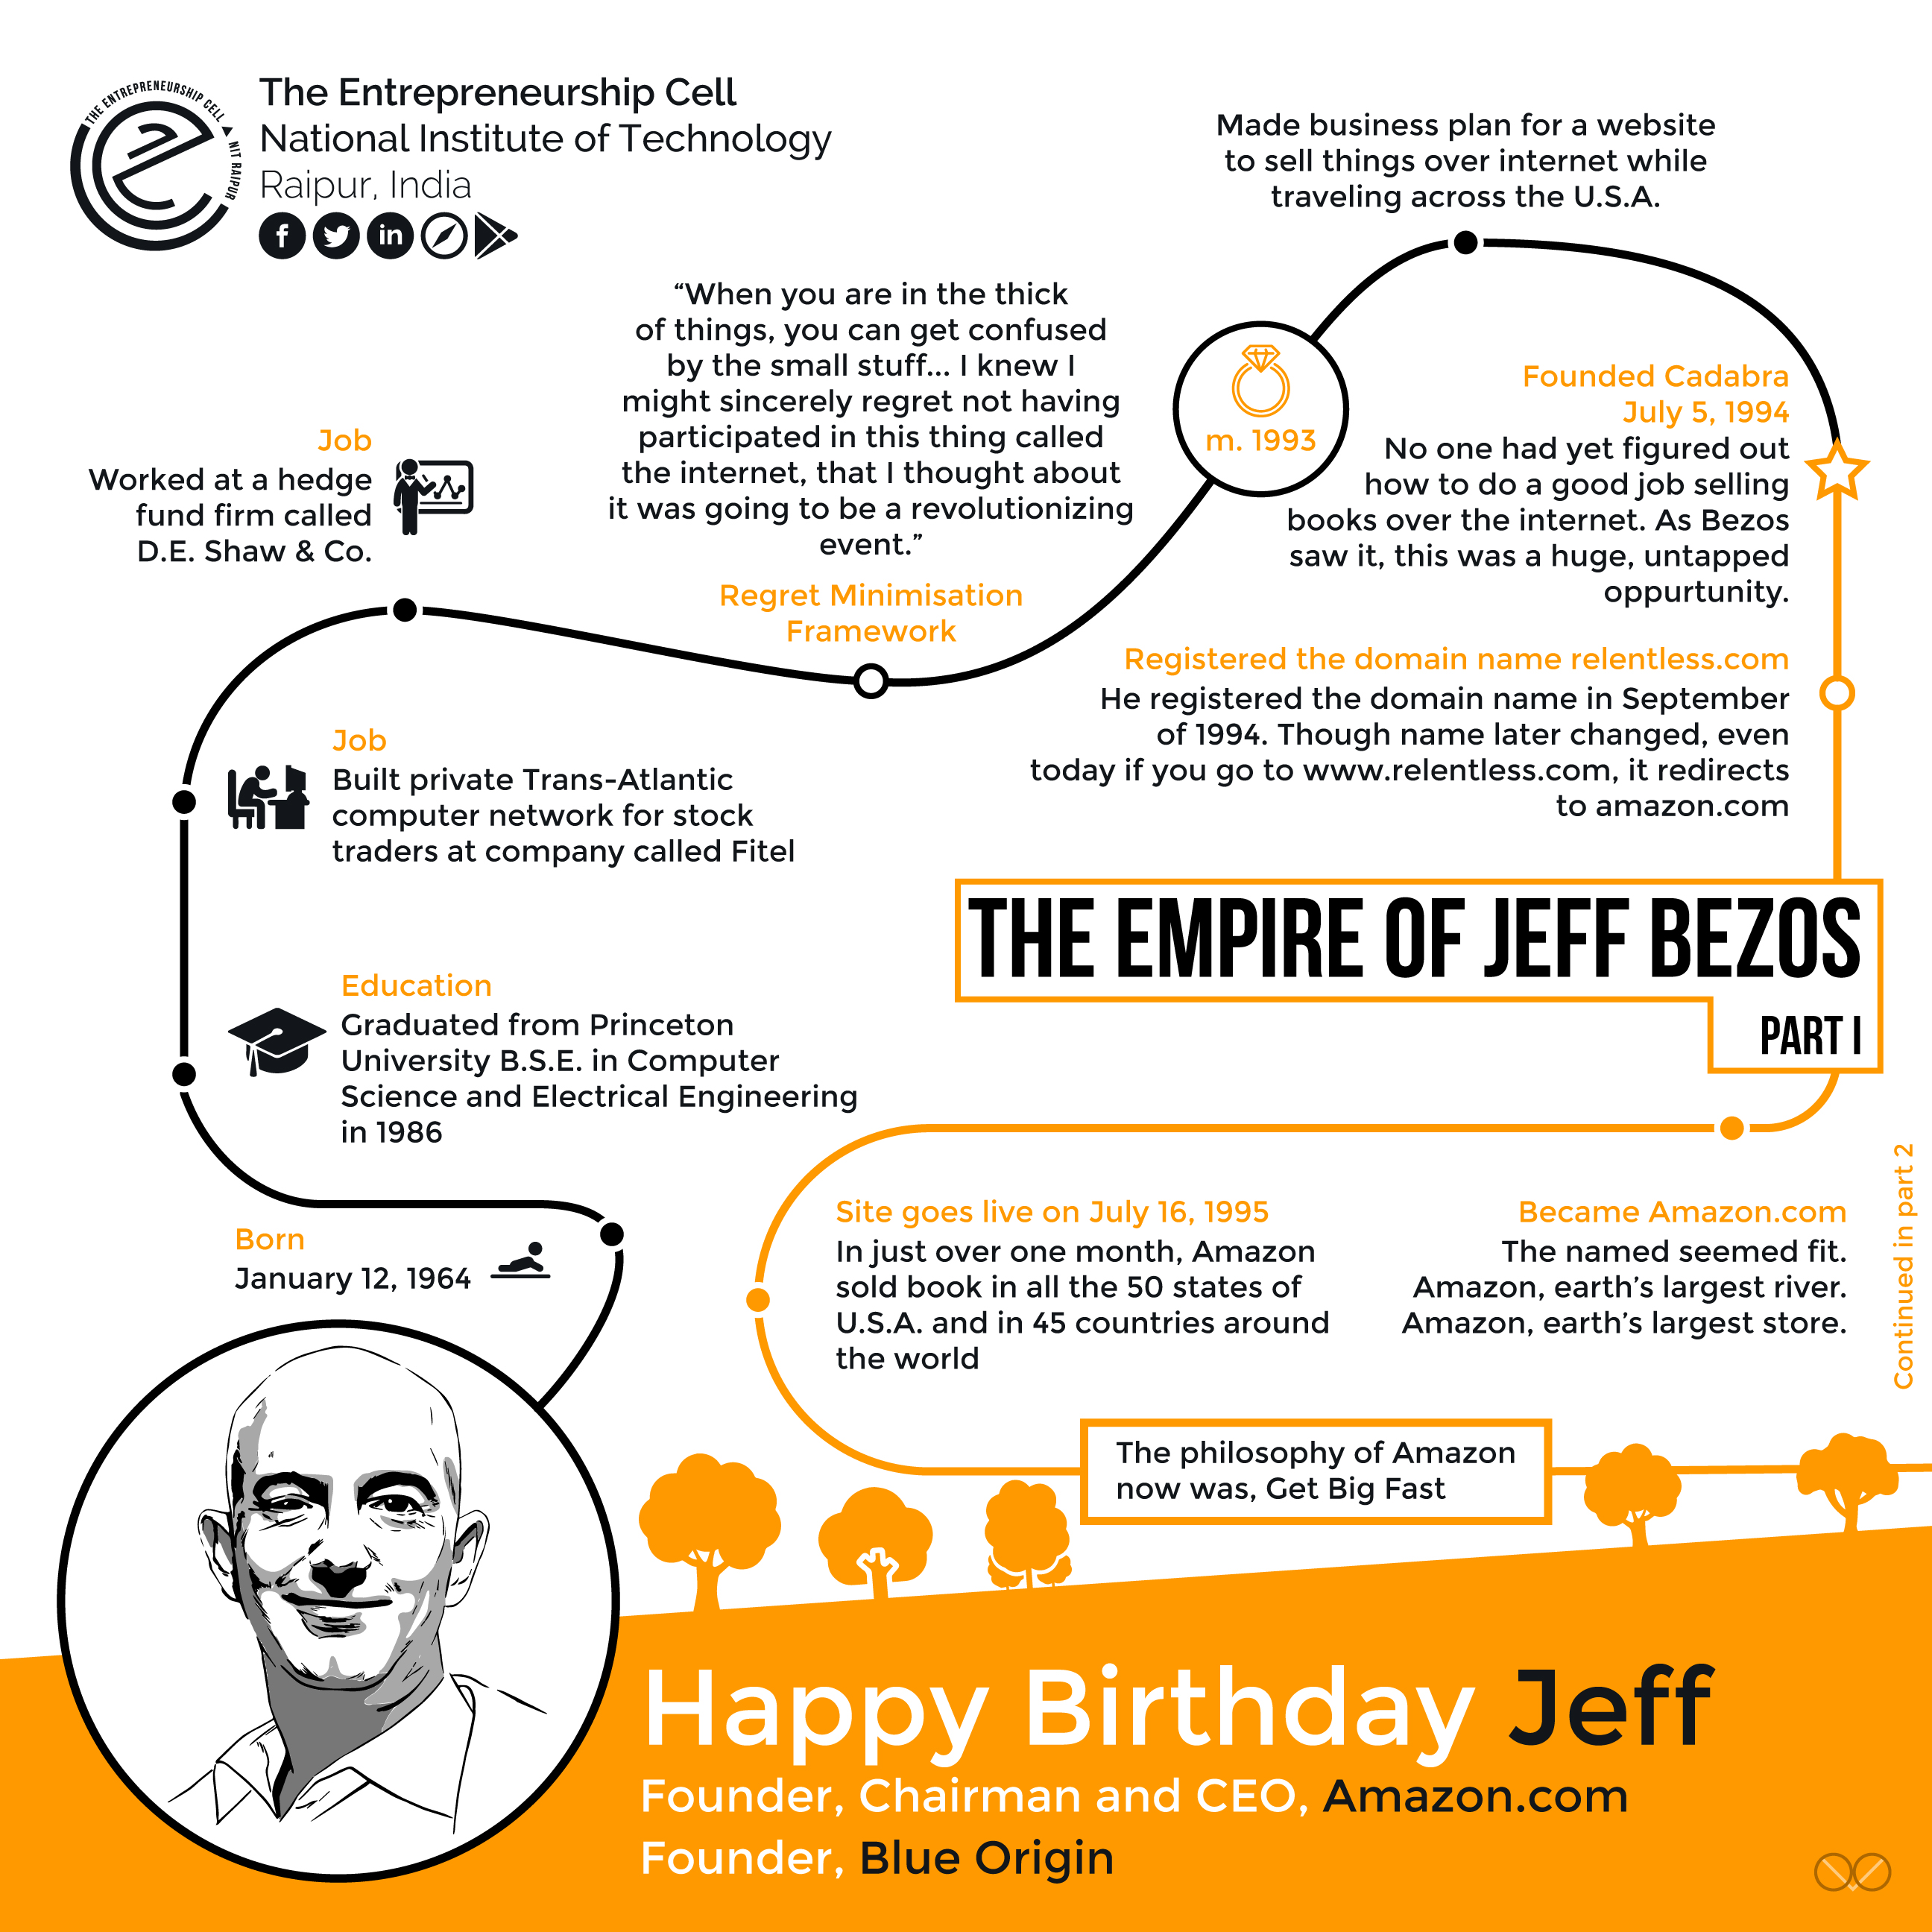 THE ENTREPRENEURSHIP CELL
NIT RAIPUR
The Entrepreneurship Cell
National Institute of Technology
Raipur, India
Made business plan for a website
to sell things over internet while
traveling across the U.S.A.
“When you are in the thick
of things, you can get confused
by the small stuff... I knew I
might sincerely regret not having
participated in this thing called
the internet, that I thought about
it was going to be a revolutionizing
event.”
Regret Minimisation
Framework
m. 1993
Founded Cadabra
July 5, 1994
No one had yet figured out
how to do a good job selling
books over the internet. As Bezos
saw it, this was a huge, untapped
oppurtunity.
Job
Worked at a hedge
fund firm called
D.E. Shaw & Co.
Registered the domain name relentless.com
He registered the domain name in September
of 1994. Though name later changed, even
today if you go to www.relentless.com, it redirects
to amazon.com
Job
Built private Trans-Atlantic
computer network for stock
traders at company called Fitel
THE EMPIRE OF JEFF BEZOS
PART I
Education
Graduated from Princeton
University B.S.E. in Computer
Science and Electrical Engineering
in 1986
Born
January 12, 1964
Site goes live on July 16, 1995
In just over one month, Amazon
sold book in all the 50 states of
U.S.A. and in 45 countries around
the world
Became Amazon.com
The named seemed fit.
Amazon, earth’s largest river.
Amazon, earth’s largest store.
Continued in part 2
The philosophy of Amazon
now was, Get Big Fast
Happy Birthday Jeff
Founder, Chairman and CEO, Amazon.com
Founder, Blue Origin